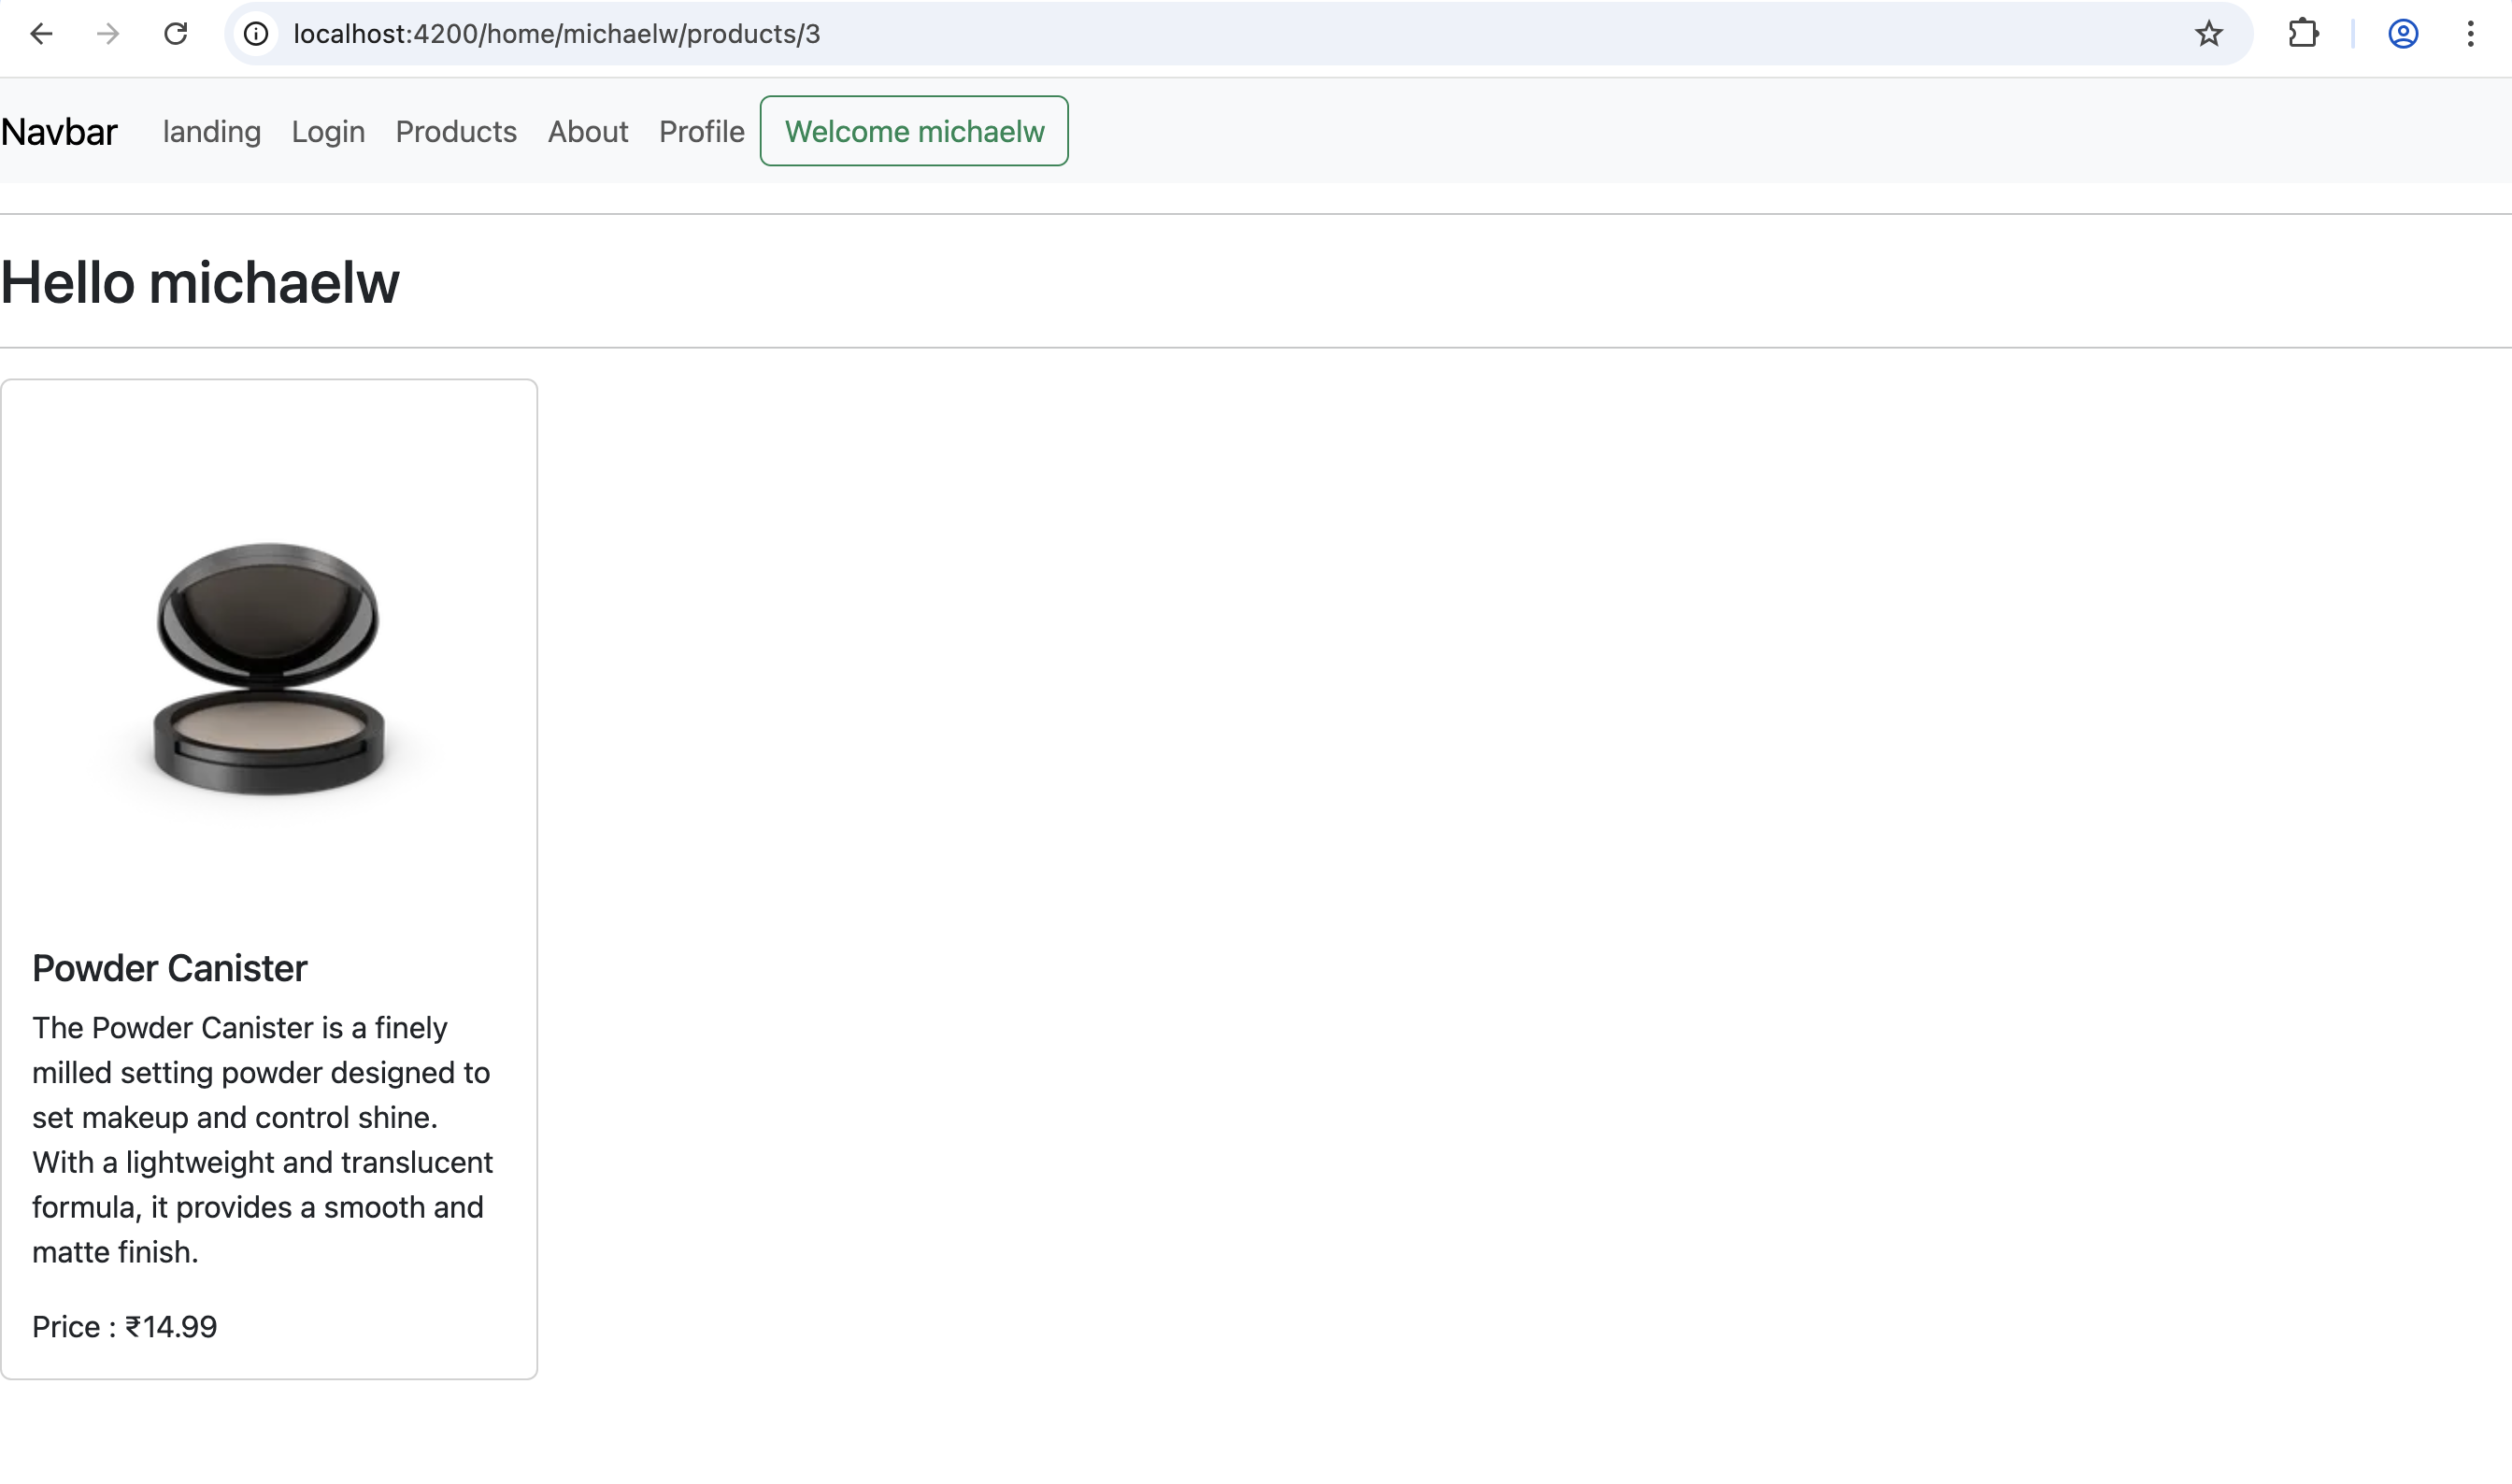 localhost:4200/home/michaelw/products/3
Navbar landing Login Products About Profile Welcome michaelw
Hello michaelw
Powder Canister
The Powder Canister is a finely
milled setting powder designed to
set makeup and control shine.
With a lightweight and translucent
formula, it provides a smooth and
matte finish.
Price : ₹14.99